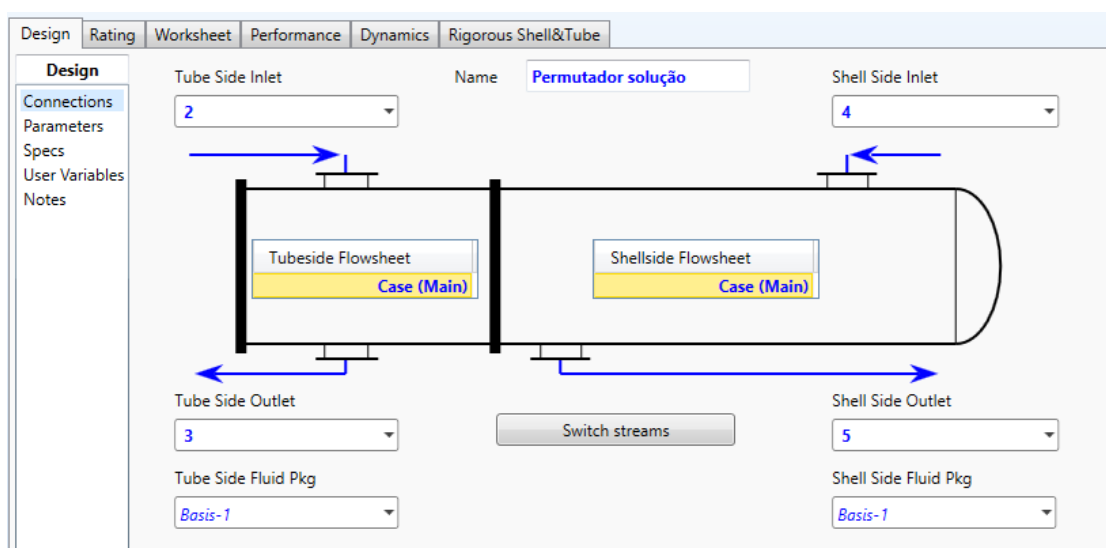 Design Rating Worksheet Performance Dynamics Rigorous Shell&Tube
Design
Connections
Parameters
Specs
User Variables
Notes
Tube Side Inlet
2
Name Permutador solução
Shell Side Inlet
4
Tubeside Flowsheet
Case (Main)
Shellside Flowsheet
Case (Main)
Tube Side Outlet
3
Switch streams
Shell Side Outlet
5
Tube Side Fluid Pkg
Basis-1
Shell Side Fluid Pkg
Basis-1